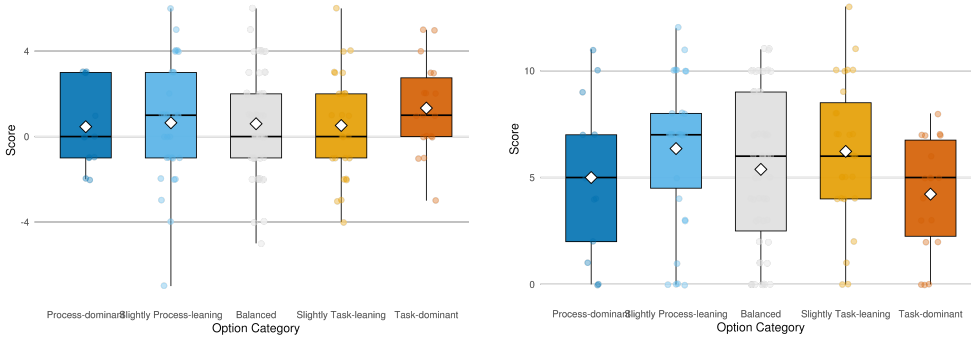 4
0
-4
Score
Process-dominant
Slightly Process-leaning
Balanced
Slightly Task-leaning
Task-dominant
Option Category
10
5
0
Score
Process-dominant
Slightly Process-leaning
Balanced
Slightly Task-leaning
Task-dominant
Option Category